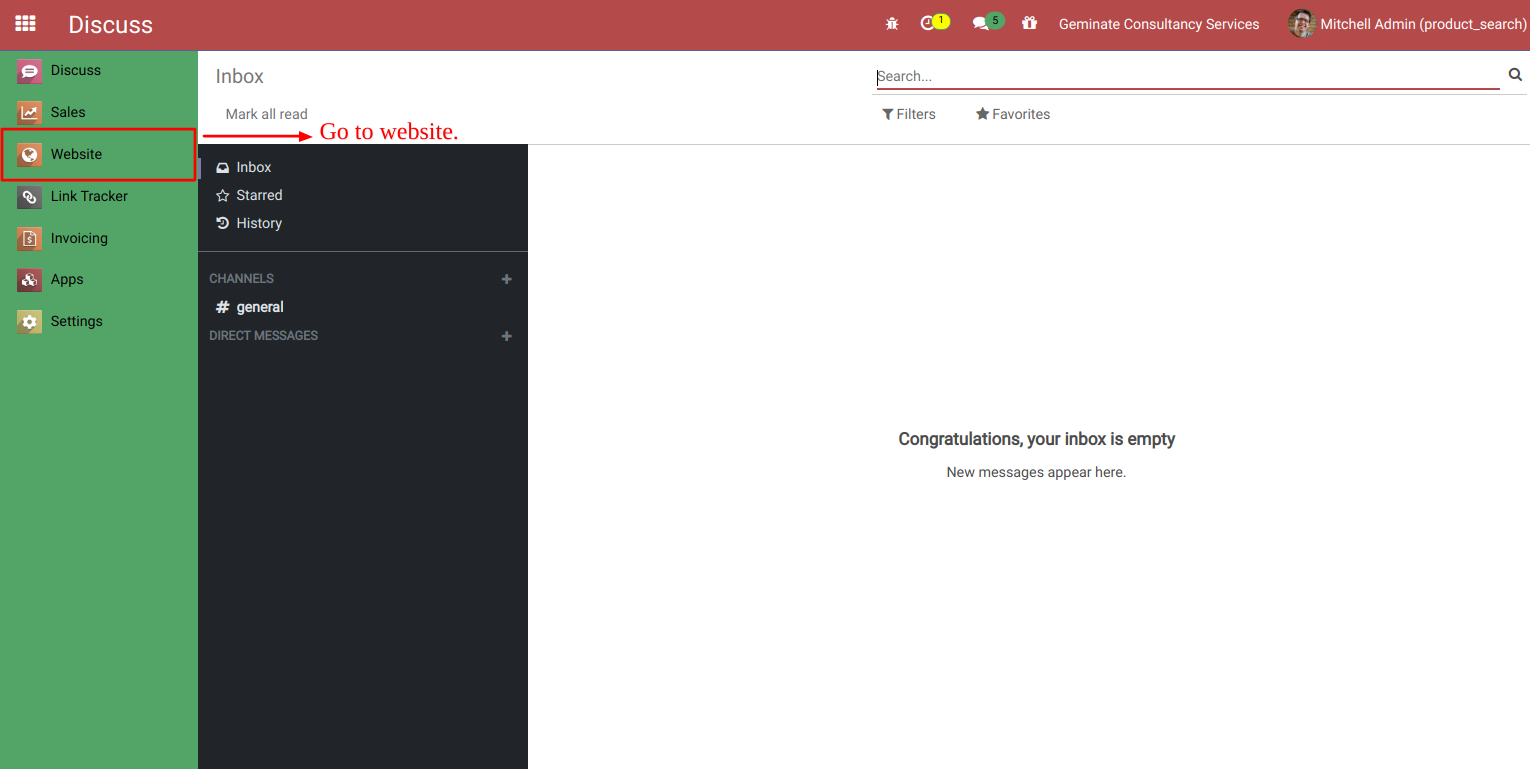 Discuss
1
5
Geminate Consultancy Services
Mitchell Admin (product_search)
Discuss
Sales
Website
Link Tracker
Invoicing
Apps
Settings
Inbox
Search...
Mark all read
Filters
Favorites
Go to website.
Inbox
Starred
History
CHANNELS
# general
DIRECT MESSAGES
Congratulations, your inbox is empty
New messages appear here.